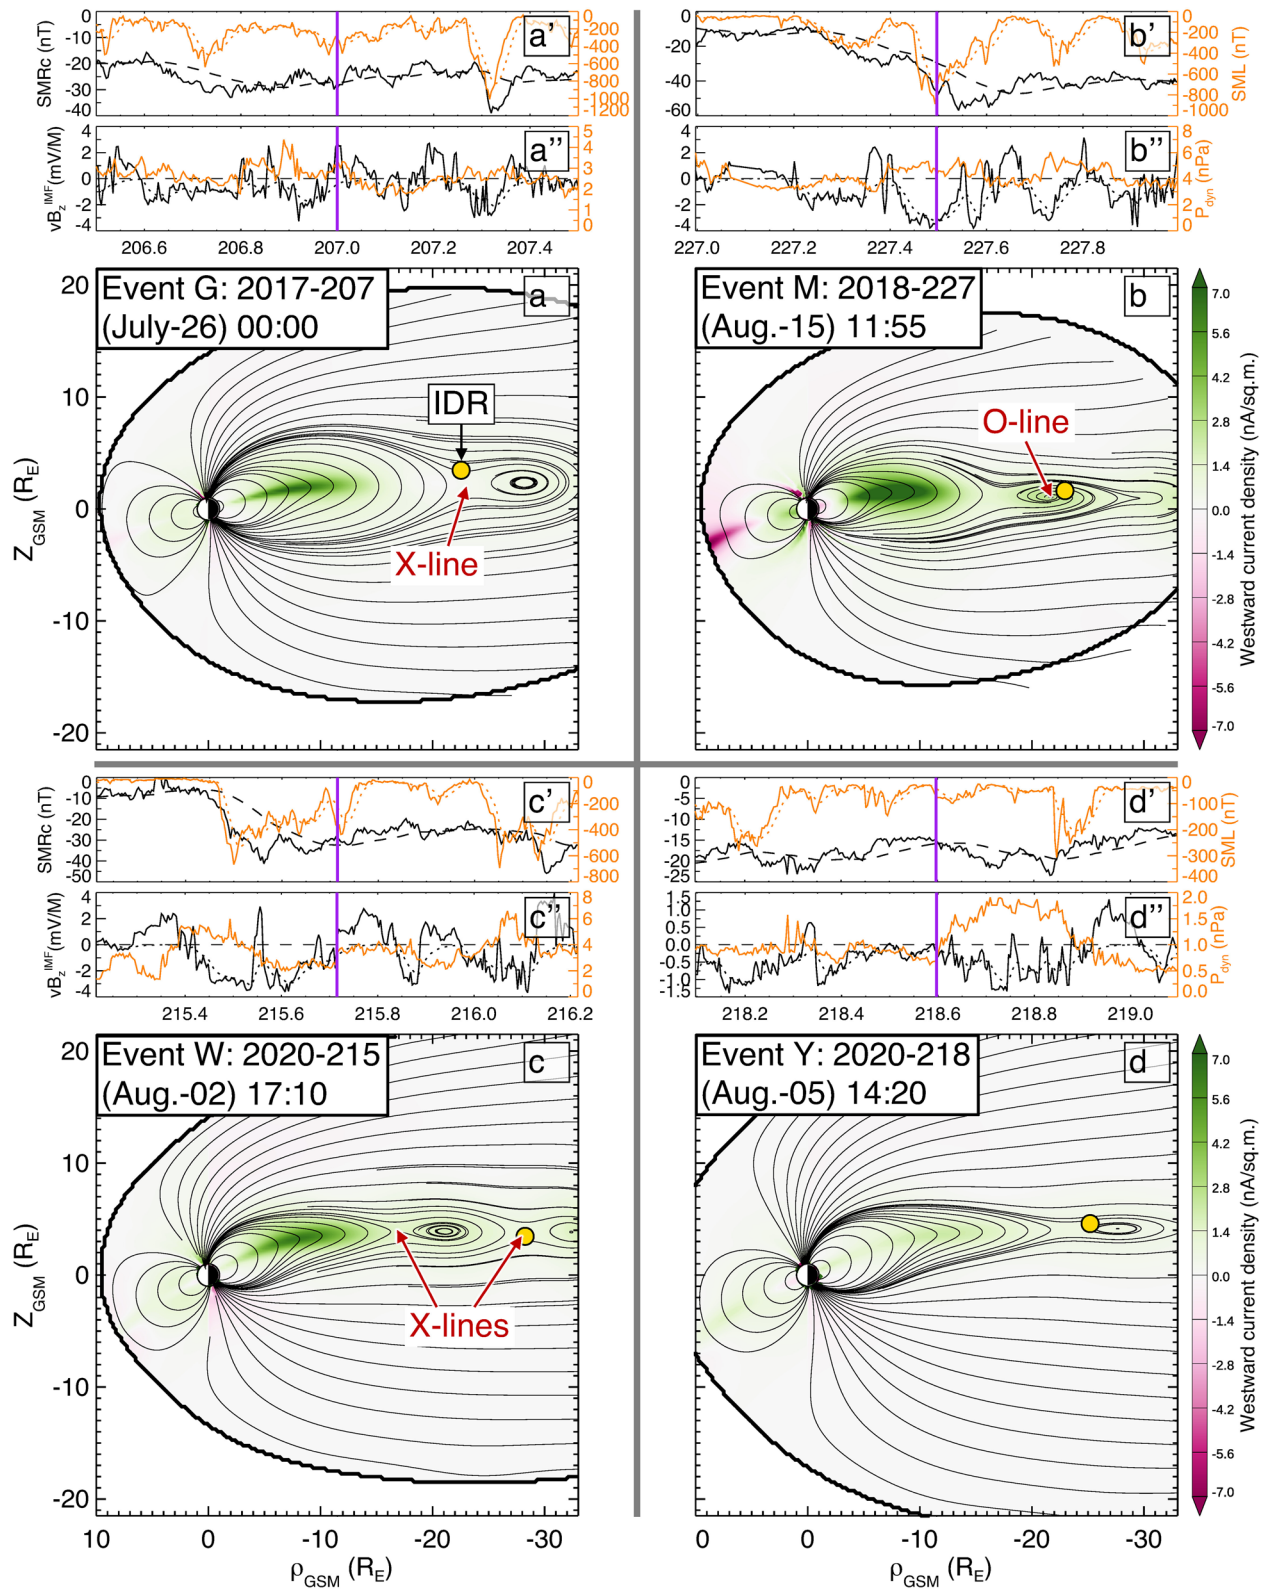 0
-10
-20
-30
-40
SMRc (nT)
a’
0
-200
-400
-600
-800
-1000
-1200
4
2
0
-2
-4
vBz IMF (mV/M)
a’’
5
4
3
2
1
0
206.6 206.8 207.0 207.2 207.4
0
-20
-40
-60
b’
0
-200
-400
-600
-800
-1000
SML (nT)
4
2
0
-2
-4
b’’
8
6
4
2
0
Pdyn (nPa)
227.0 227.2 227.4 227.6 227.8
Event G: 2017-207
(July-26) 00:00
a
IDR
X-line
20
10
0
-10
-20
ZGSM (RE)
Event M: 2018-227
(Aug.-15) 11:55
b
O-line
7.0
5.6
4.2
2.8
1.4
0.0
-1.4
-2.8
-4.2
-5.6
-7.0
Westward current density (nA/sq.m.)
0
-10
-20
-30
-40
-50
SMRc (nT)
c’
0
-200
-400
-600
-800
4
2
0
-2
-4
vBz IMF (mV/M)
c’’
8
6
4
2
0
215.4 215.6 215.8 216.0 216.2
0
-5
-10
-15
-20
-25
d’
0
-100
-200
-300
-400
SML (nT)
1.5
1.0
0.5
0.0
-0.5
-1.0
-1.5
d’’
2.0
1.5
1.0
0.5
0.0
Pdyn (nPa)
218.2 218.4 218.6 218.8 219.0
Event W: 2020-215
(Aug.-02) 17:10
c
X-lines
20
10
0
-10
-20
ZGSM (RE)
10 0 -10 -20 -30
ρGSM (RE)
Event Y: 2020-218
(Aug.-05) 14:20
d
0 0 -10 -20 -30
ρGSM (RE)
7.0
5.6
4.2
2.8
1.4
0.0
-1.4
-2.8
-4.2
-5.6
-7.0
Westward current density (nA/sq.m.)